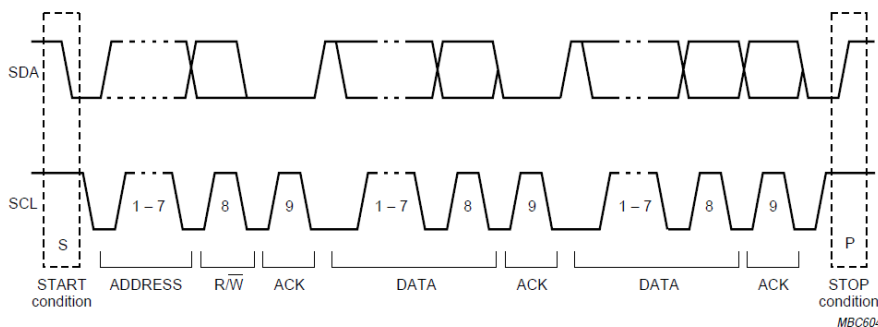 SDA
SCL
1 – 7 8 9 1 – 7 8 9 1 – 7 8 9
S P
START condition ADDRESS R/W̅ ACK DATA ACK DATA ACK STOP condition
MBC604